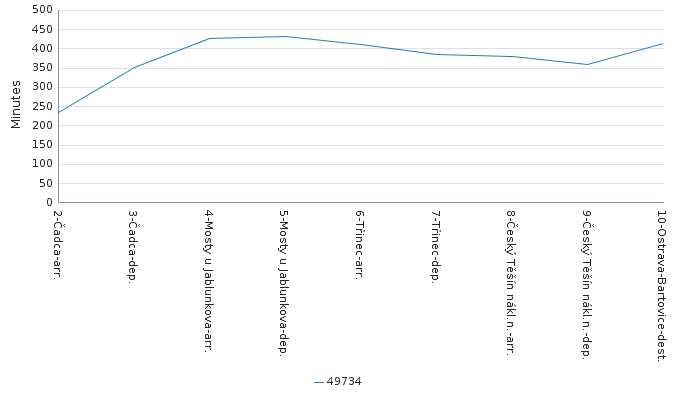 500
450
400
350
300
250
200
150
100
50
0
Minutes
2-Čadca-arr.
3-Čadca-dep.
4-Mosty u Jablunkova-arr.
5-Mosty u Jablunkova-dep.
6-Třinec-arr.
7-Třinec-dep.
8-Český Těšín nákl.n.-arr.
9-Český Těšín nákl.n.-dep.
10-Ostrava-Bartovice-dest.
49734